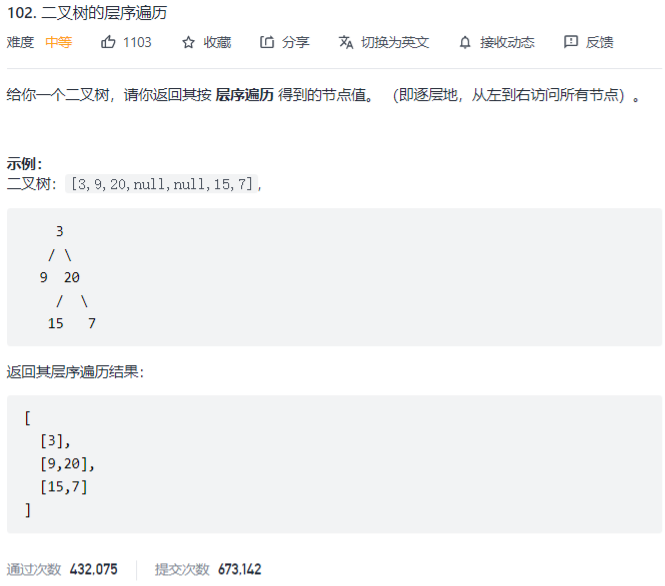 102. 二叉树的层序遍历
难度 中等 1103 收藏 分享 切换为英文 接收动态 反馈
给你一个二叉树，请你返回其按 层序遍历 得到的节点值。 （即逐层地，从左到右访问所有节点）。
示例：
二叉树：[3,9,20,null,null,15,7],
3
/ \
9 20
/ \
15 7
返回其层序遍历结果：
[
[3],
[9,20],
[15,7]
]
通过次数 432,075 提交次数 673,142